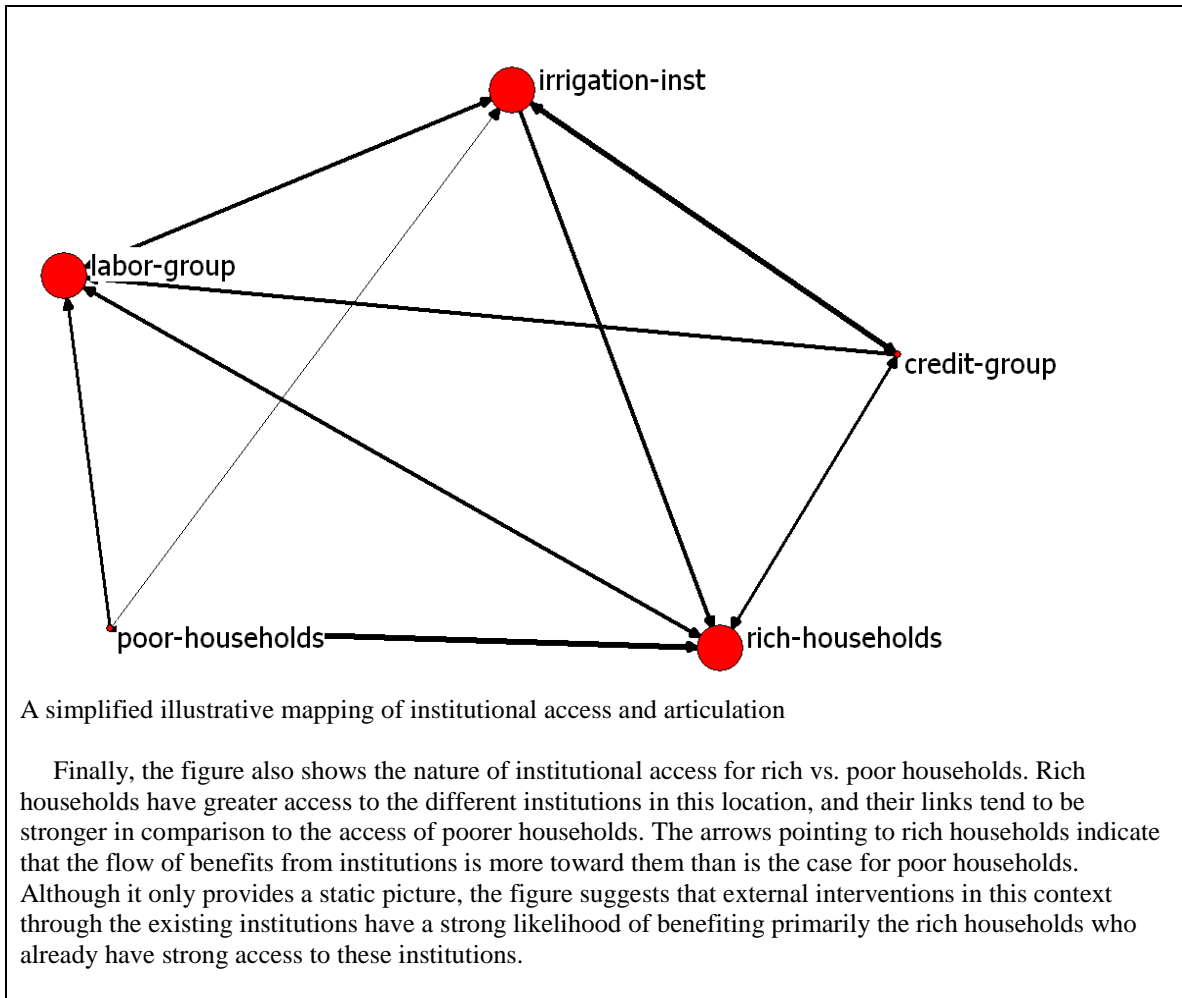 irrigation-inst
labor-group
credit-group
poor-households
rich-households
A simplified illustrative mapping of institutional access and articulation
Finally, the figure also shows the nature of institutional access for rich vs. poor households. Rich
households have greater access to the different institutions in this location, and their links tend to be
stronger in comparison to the access of poorer households. The arrows pointing to rich households indicate
that the flow of benefits from institutions is more toward them than is the case for poor households.
Although it only provides a static picture, the figure suggests that external interventions in this context
through the existing institutions have a strong likelihood of benefiting primarily the rich households who
already have strong access to these institutions.